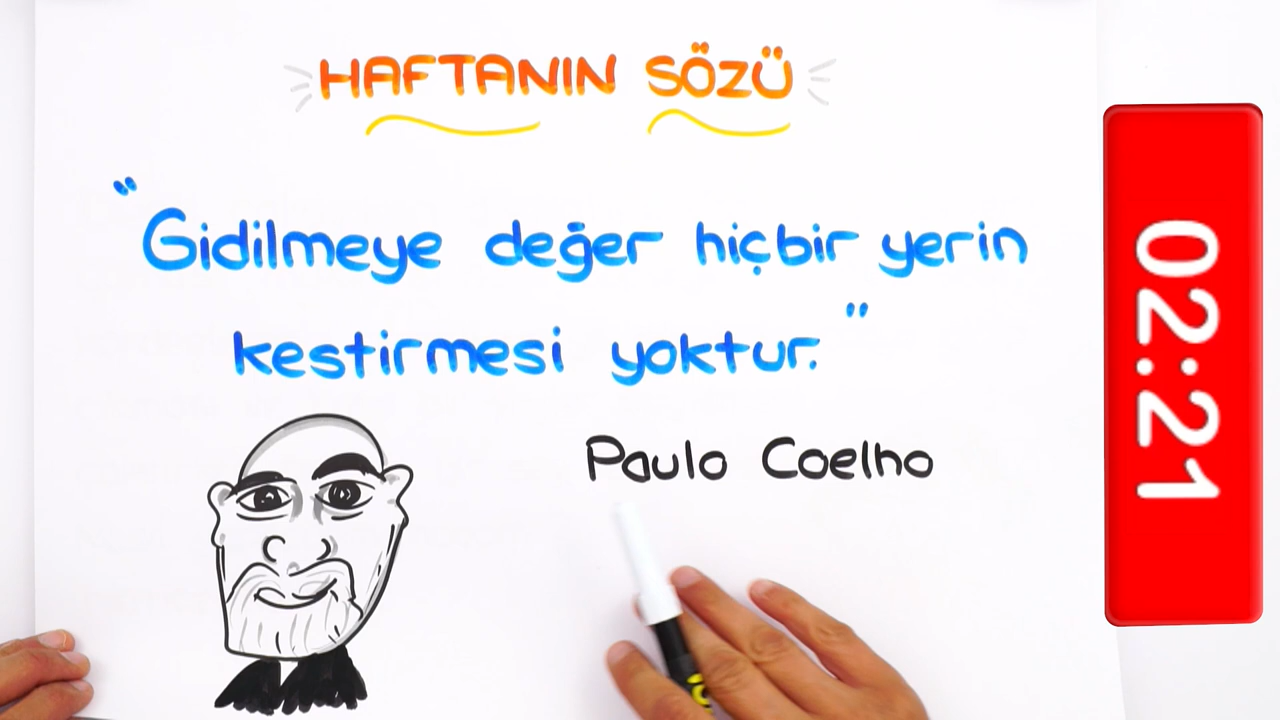 HAFTANIN SÖZÜ
"Gidilmeye değer hiçbir yerin
kestirmesi yoktur."
Paulo Coelho
02:21